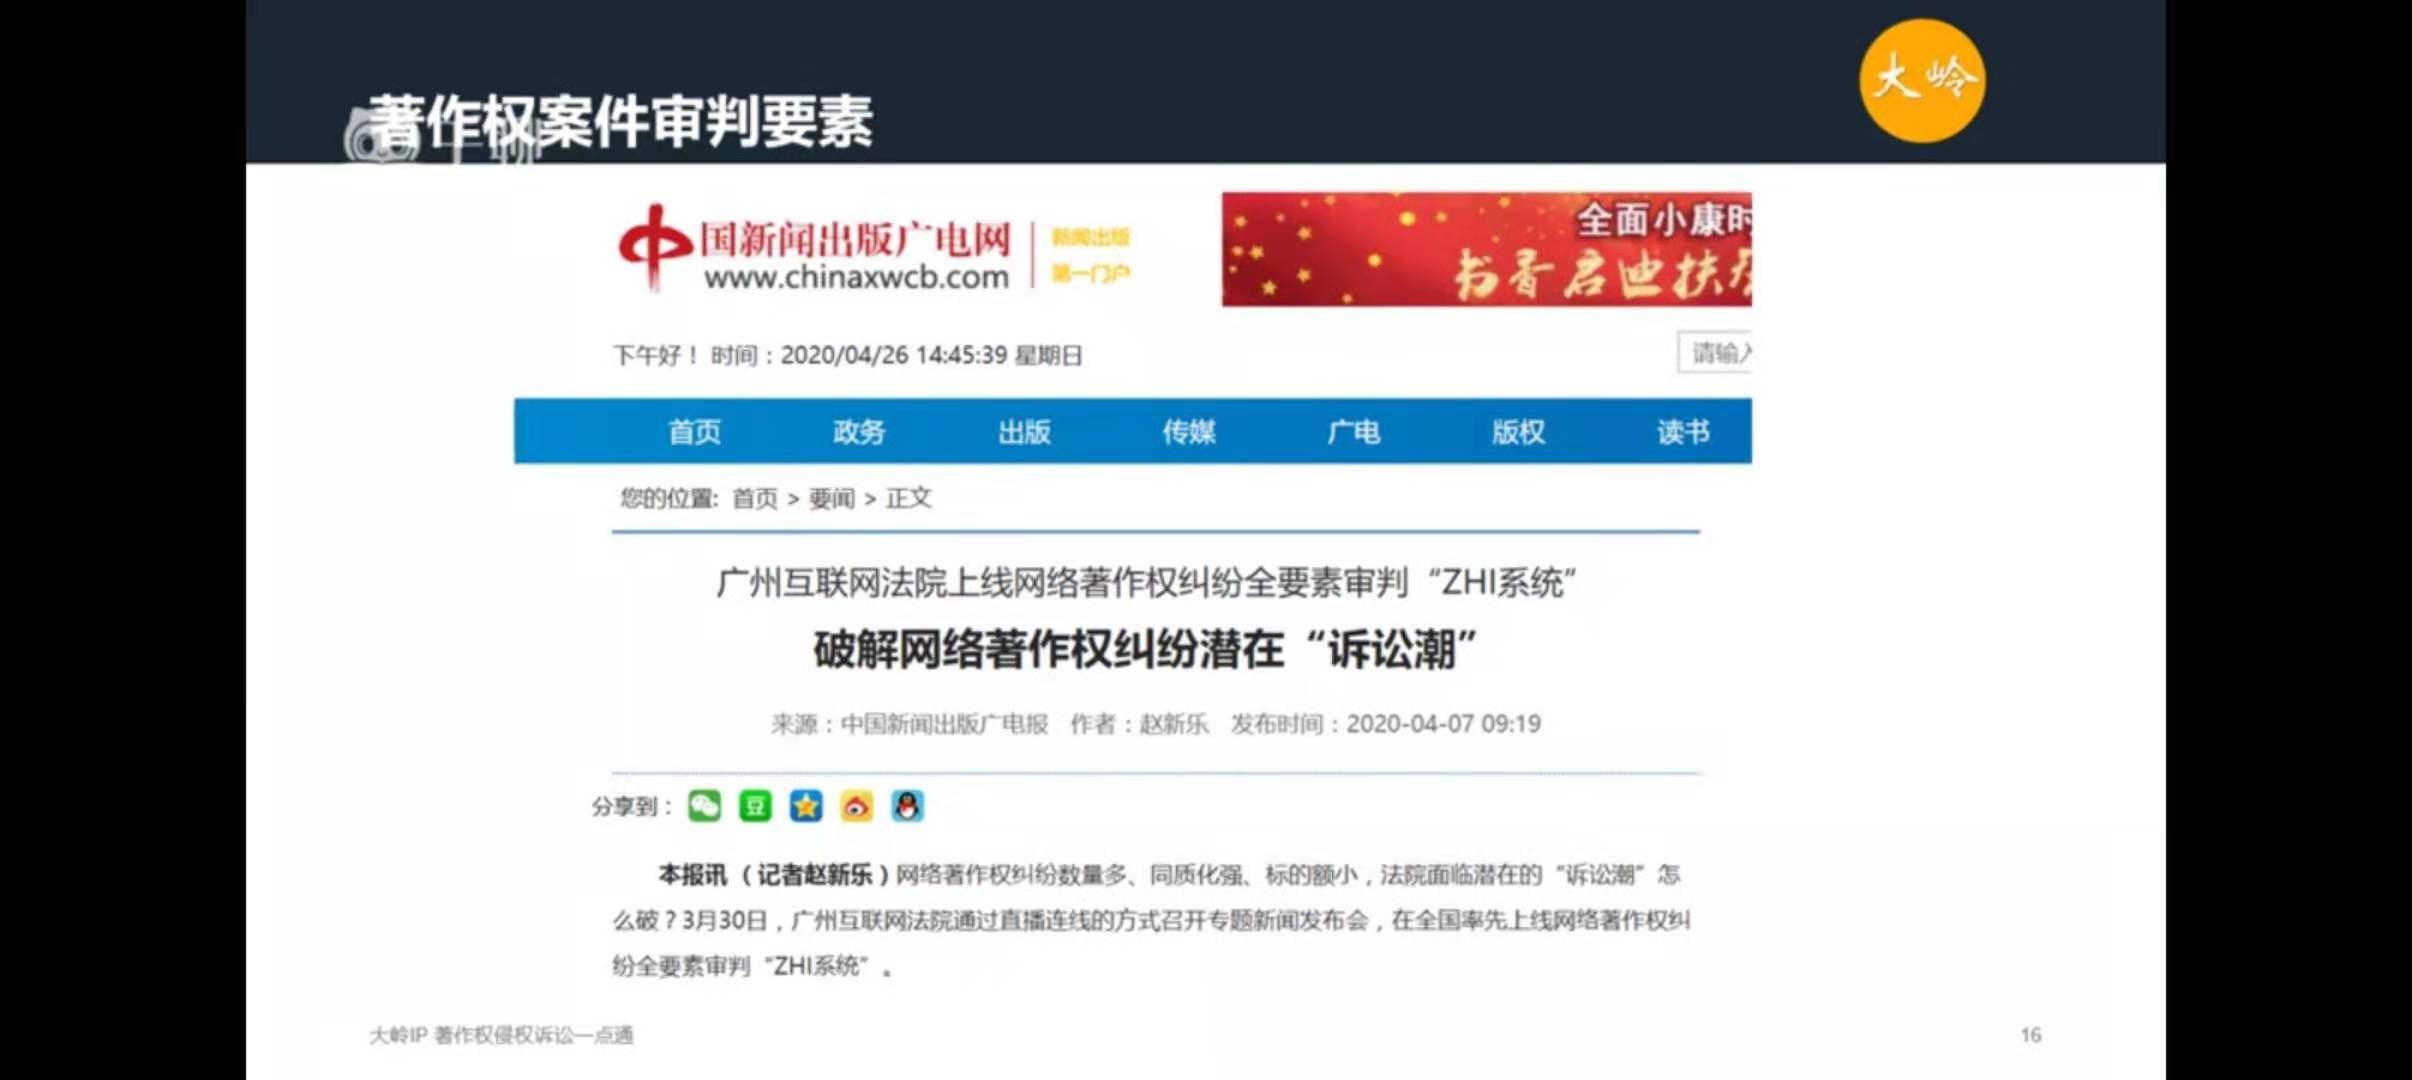 大岭
著作权案件审判要素
千聊
中国新闻出版广电网
www.chinaxwcb.com
新闻出版
第一门户
全面小康时
书香启迪扶
下午好！ 时间：2020/04/26 14:45:39 星期日
请输入
首页 政务 出版 传媒 广电 版权 读书
您的位置: 首页 > 要闻 > 正文
广州互联网法院上线网络著作权纠纷全要素审判“ZHI系统”
破解网络著作权纠纷潜在“诉讼潮”
来源：中国新闻出版广电报 作者：赵新乐 发布时间：2020-04-07 09:19
分享到：
豆
本报讯（记者赵新乐）网络著作权纠纷数量多、同质化强、标的额小，法院面临潜在的“诉讼潮”怎
么破？3月30日，广州互联网法院通过直播连线的方式召开专题新闻发布会，在全国率先上线网络著作权纠
纷全要素审判“ZHI系统”。
大岭IP 著作权侵权诉讼一点通
16